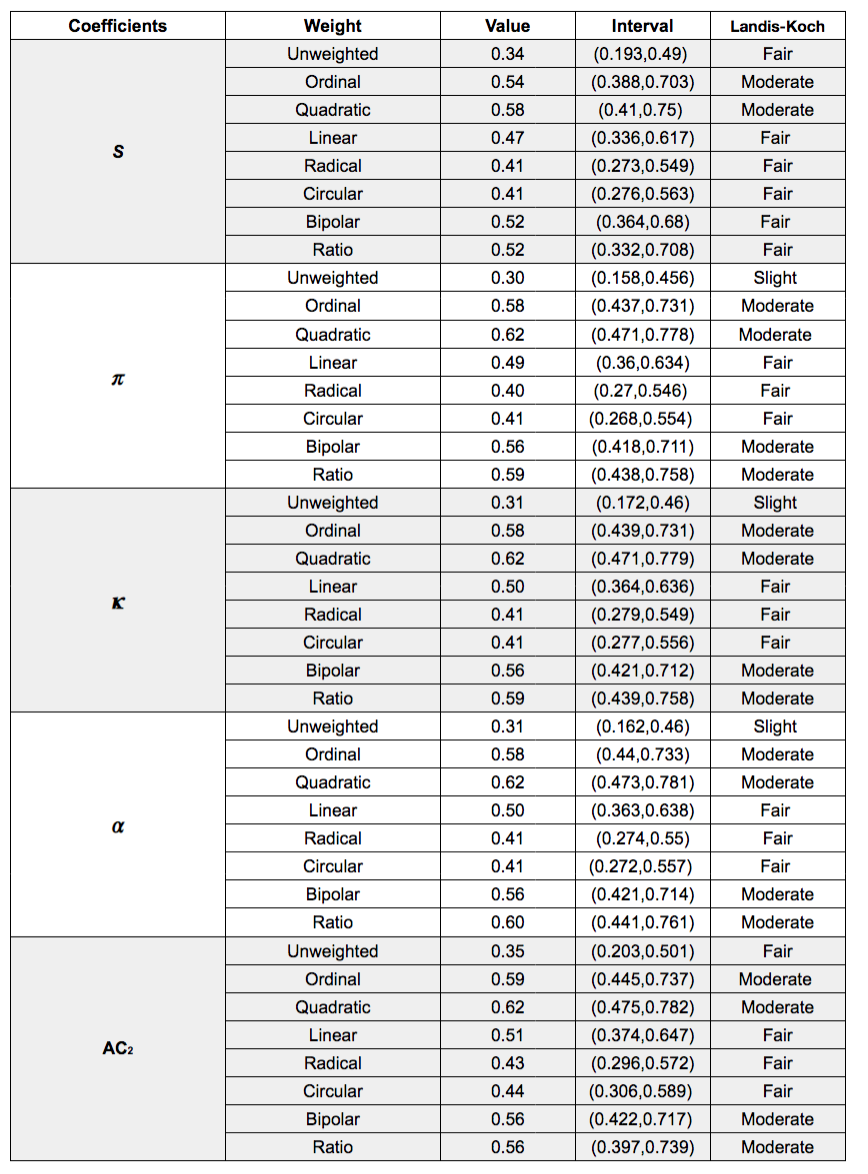 Coefficients Weight Value Interval Landis-Koch
Unweighted 0.34 (0.193,0.49) Fair
Ordinal 0.54 (0.388,0.703) Moderate
Quadratic 0.58 (0.41,0.75) Moderate
Linear 0.47 (0.336,0.617) Fair
S
Radical 0.41 (0.273,0.549) Fair
Circular 0.41 (0.276,0.563) Fair
Bipolar 0.52 (0.364,0.68) Fair
Ratio 0.52 (0.332,0.708) Fair
Unweighted 0.30 (0.158,0.456) Slight
Ordinal 0.58 (0.437,0.731) Moderate
Quadratic 0.62 (0.471,0.778) Moderate
Linear 0.49 (0.36,0.634) Fair
π
Radical 0.40 (0.27,0.546) Fair
Circular 0.41 (0.268,0.554) Fair
Bipolar 0.56 (0.418,0.711) Moderate
Ratio 0.59 (0.438,0.758) Moderate
Unweighted 0.31 (0.172,0.46) Slight
Ordinal 0.58 (0.439,0.731) Moderate
Quadratic 0.62 (0.471,0.779) Moderate
Linear 0.50 (0.364,0.636) Fair
κ
Radical 0.41 (0.279,0.549) Fair
Circular 0.41 (0.277,0.556) Fair
Bipolar 0.56 (0.421,0.712) Moderate
Ratio 0.59 (0.439,0.758) Moderate
Unweighted 0.31 (0.162,0.46) Slight
Ordinal 0.58 (0.44,0.733) Moderate
Quadratic 0.62 (0.473,0.781) Moderate
Linear 0.50 (0.363,0.638) Fair
α
Radical 0.41 (0.274,0.55) Fair
Circular 0.41 (0.272,0.557) Fair
Bipolar 0.56 (0.421,0.714) Moderate
Ratio 0.60 (0.441,0.761) Moderate
Unweighted 0.35 (0.203,0.501) Fair
Ordinal 0.59 (0.445,0.737) Moderate
Quadratic 0.62 (0.475,0.782) Moderate
Linear 0.51 (0.374,0.647) Fair
AC₂
Radical 0.43 (0.296,0.572) Fair
Circular 0.44 (0.306,0.589) Fair
Bipolar 0.56 (0.422,0.717) Moderate
Ratio 0.56 (0.397,0.739) Moderate